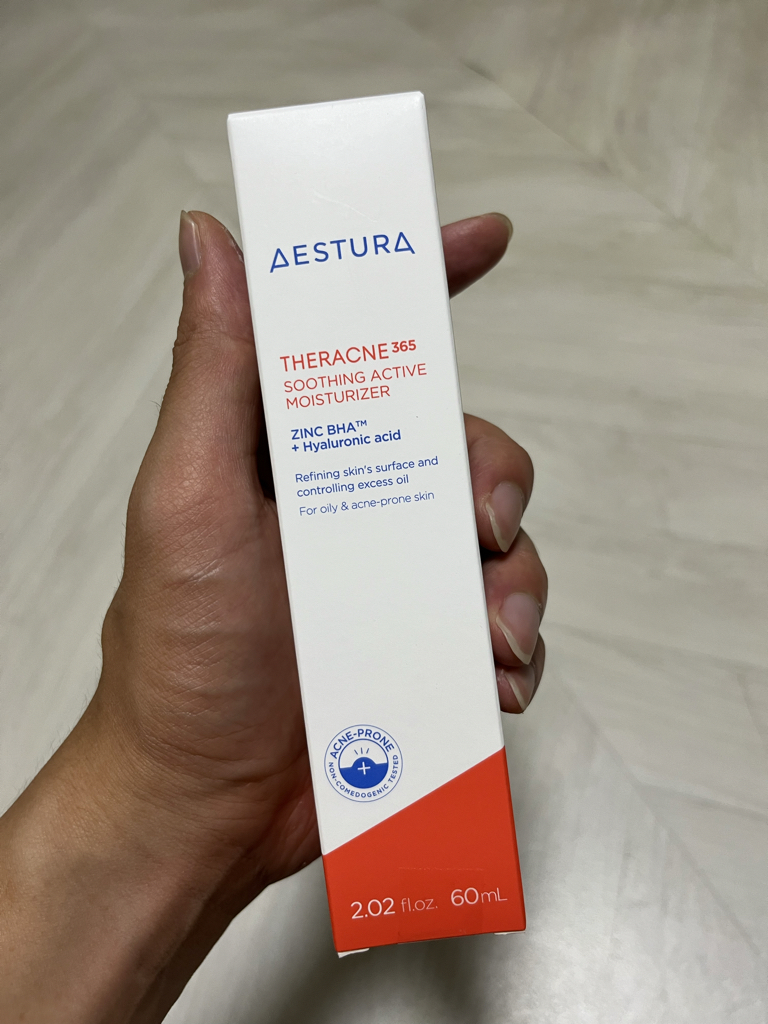 AESTURA
THERACNE 365
SOOTHING ACTIVE
MOISTURIZER
ZINC BHA™
+ Hyaluronic acid
Refining skin's surface and
controlling excess oil
For oily & acne-prone skin
ACNE-PRONE
NON-COMEDOGENIC TESTED
2.02 fl.oz. 60mL